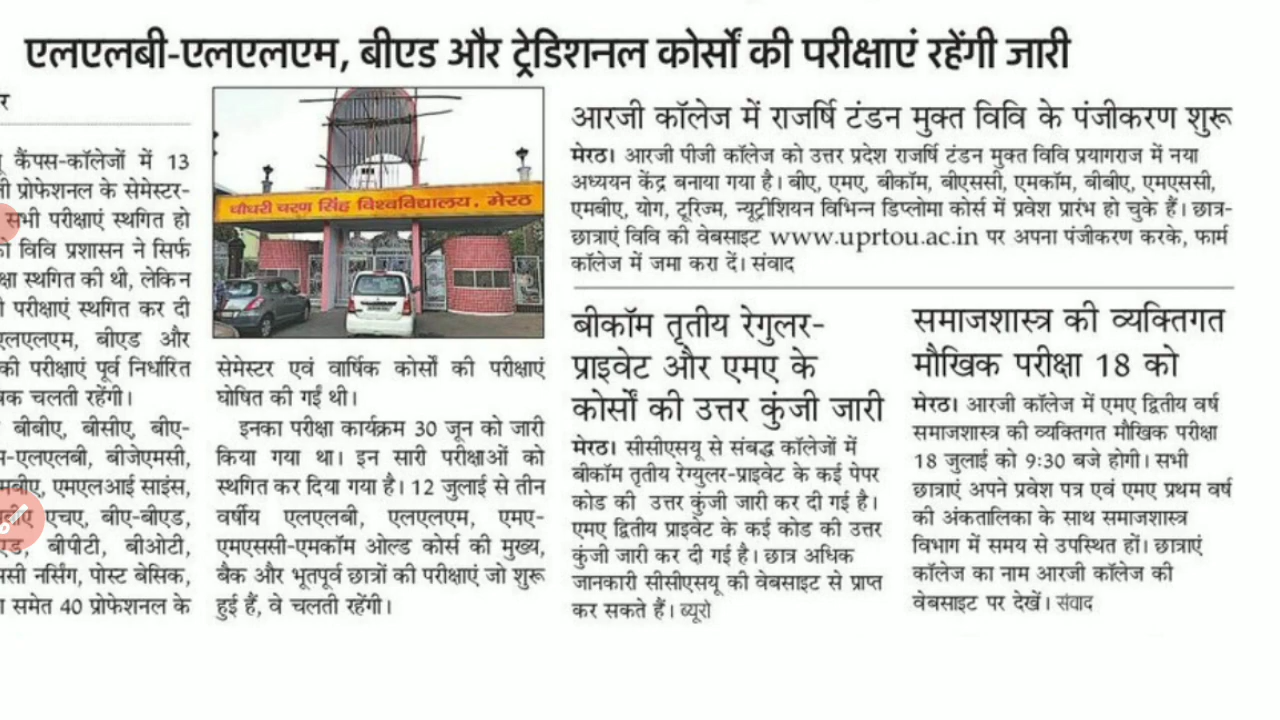 एलएलबी-एलएलएम, बीएड और ट्रेडिशनल कोर्सों की परीक्षाएं रहेंगी जारी
कैंपस-कॉलेजों में 13
प्रोफेशनल के सेमेस्टर-
सभी परीक्षाएं स्थगित हो
विवि प्रशासन ने सिर्फ
स्थगित की थी, लेकिन
परीक्षाएं स्थगित कर दी
एलएलएम, बीएड और
की परीक्षाएं पूर्व निर्धारित
चलती रहेंगी।
बीबीए, बीसीए, बीए-
एलएलबी, बीजेएमसी,
एमएलआई साइंस,
एचए, बीए-बीएड,
बीपीटी, बीओटी,
नर्सिंग, पोस्ट बेसिक,
समेत 40 प्रोफेशनल के
चौधरी चरण सिंह विश्वविद्यालय, मेरठ
सेमेस्टर एवं वार्षिक कोर्सों की परीक्षाएं
घोषित की गईं थी।
इनका परीक्षा कार्यक्रम 30 जून को जारी
किया गया था। इन सारी परीक्षाओं को
स्थगित कर दिया गया है। 12 जुलाई से तीन
वर्षीय एलएलबी, एलएलएम, एमए-
एमएससी-एमकॉम ओल्ड कोर्स की मुख्य,
बैक और भूतपूर्व छात्रों की परीक्षाएं जो शुरू
हुई हैं, वे चलती रहेंगी।
आरजी कॉलेज में राजर्षि टंडन मुक्त विवि के पंजीकरण शुरू
मेरठ। आरजी पीजी कॉलेज को उत्तर प्रदेश राजर्षि टंडन मुक्त विवि प्रयागराज में नया
अध्ययन केंद्र बनाया गया है। बीए, एमए, बीकॉम, बीएससी, एमकॉम, बीबीए, एमएससी,
एमबीए, योग, टूरिज्म, न्यूट्रीशियन विभिन्न डिप्लोमा कोर्स में प्रवेश प्रारंभ हो चुके हैं। छात्र-
छात्राएं विवि की वेबसाइट www.uprtou.ac.in पर अपना पंजीकरण करके, फार्म
कॉलेज में जमा करा दें। संवाद
बीकॉम तृतीय रेगुलर-
प्राइवेट और एमए के
कोर्सों की उत्तर कुंजी जारी
मेरठ। सीसीएसयू से संबद्ध कॉलेजों में
बीकॉम तृतीय रेग्युलर-प्राइवेट के कई पेपर
कोड की उत्तर कुंजी जारी कर दी गई है।
एमए द्वितीय प्राइवेट के कई कोड की उत्तर
कुंजी जारी कर दी गई है। छात्र अधिक
जानकारी सीसीएसयू की वेबसाइट से प्राप्त
कर सकते हैं। ब्यूरो
समाजशास्त्र की व्यक्तिगत
मौखिक परीक्षा 18 को
मेरठ। आरजी कॉलेज में एमए द्वितीय वर्ष
समाजशास्त्र की व्यक्तिगत मौखिक परीक्षा
18 जुलाई को 9:30 बजे होगी। सभी
छात्राएं अपने प्रवेश पत्र एवं एमए प्रथम वर्ष
की अंकतालिका के साथ समाजशास्त्र
विभाग में समय से उपस्थित हों। छात्राएं
कॉलेज का नाम आरजी कॉलेज की
वेबसाइट पर देखें। संवाद